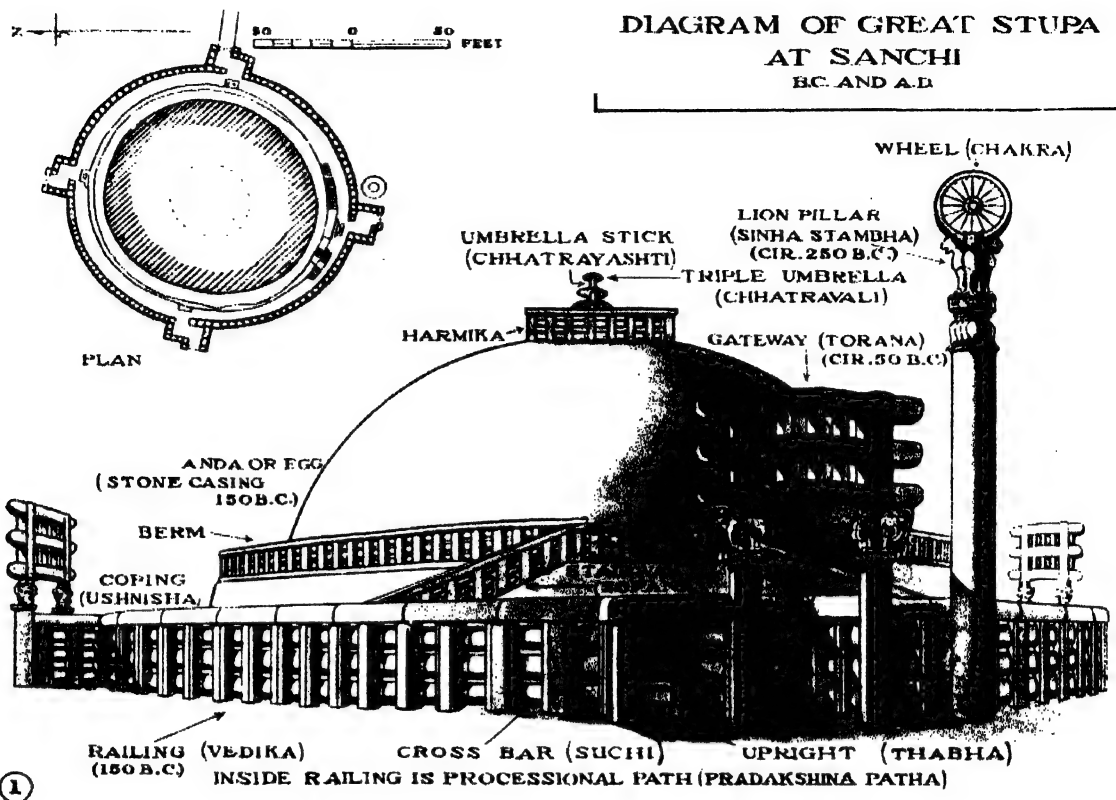 N
50 0 50
FEET
DIAGRAM OF GREAT STUPA
AT SANCHI
B.C. AND A.D.
PLAN
WHEEL (CHAKRA)
LION PILLAR
(SINHA STAMBHA)
(CIR. 250 B.C.)
UMBRELLA STICK
(CHHATRAYASHTI)
TRIPLE UMBRELLA
(CHHATRAVALI)
HARMIKA
GATEWAY (TORANA)
(CIR. 50 B.C.)
ANDA OR EGG
(STONE CASING
150 B.C.)
BERM
COPING
(USHNISHA)
RAILING (VEDIKA)
(150 B.C.)
CROSS BAR (SUCHI)
UPRIGHT (THABHA)
INSIDE RAILING IS PROCESSIONAL PATH (PRADAKSHINA PATHA)
1